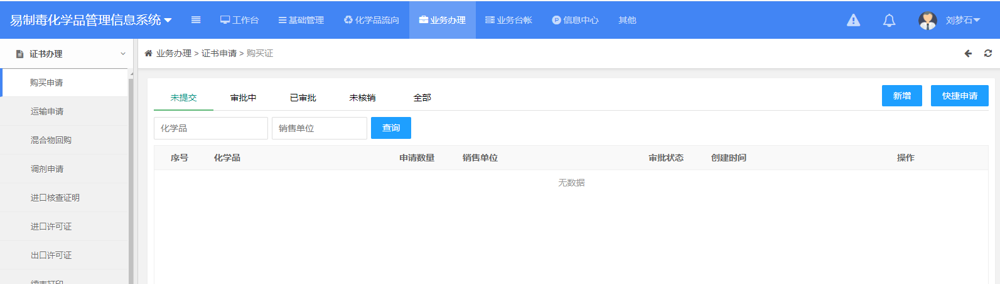 易制毒化学品管理信息系统 工作台 基础管理 化学品流向 业务办理 业务台帐 信息中心 其他 刘梦石
证书办理
业务办理 > 证书申请 > 购买证
购买申请
运输申请
混合物回购
调剂申请
进口核查证明
进口许可证
出口许可证
未提交 审批中 已审批 未核销 全部 新增 快捷申请
化学品 销售单位 查询
序号 化学品 申请数量 销售单位 审批状态 创建时间 操作
无数据